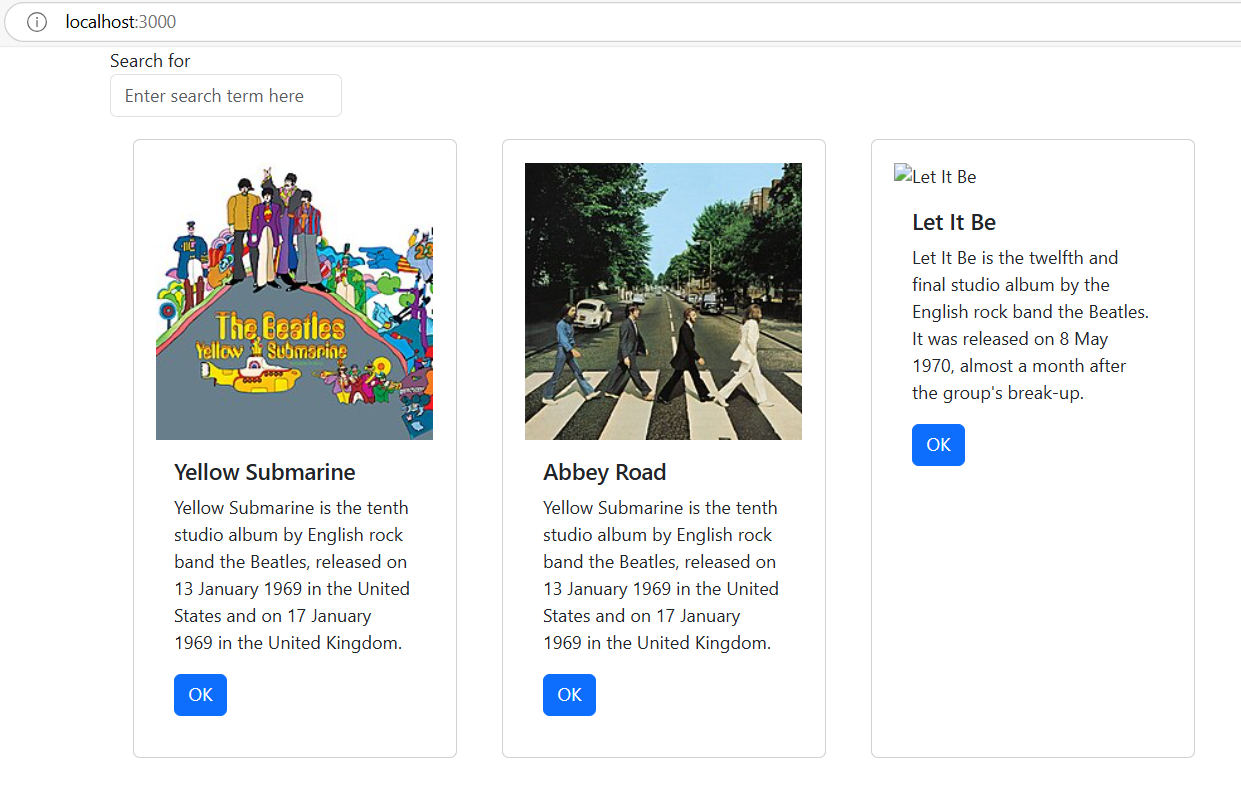 localhost:3000
Search for
Enter search term here
The Beatles
Yellow Submarine
Yellow Submarine
Yellow Submarine is the tenth
studio album by English rock
band the Beatles, released on
13 January 1969 in the United
States and on 17 January
1969 in the United Kingdom.
OK
Abbey Road
Yellow Submarine is the tenth
studio album by English rock
band the Beatles, released on
13 January 1969 in the United
States and on 17 January
1969 in the United Kingdom.
OK
Let It Be
Let It Be
Let It Be is the twelfth and
final studio album by the
English rock band the Beatles.
It was released on 8 May
1970, almost a month after
the group's break-up.
OK